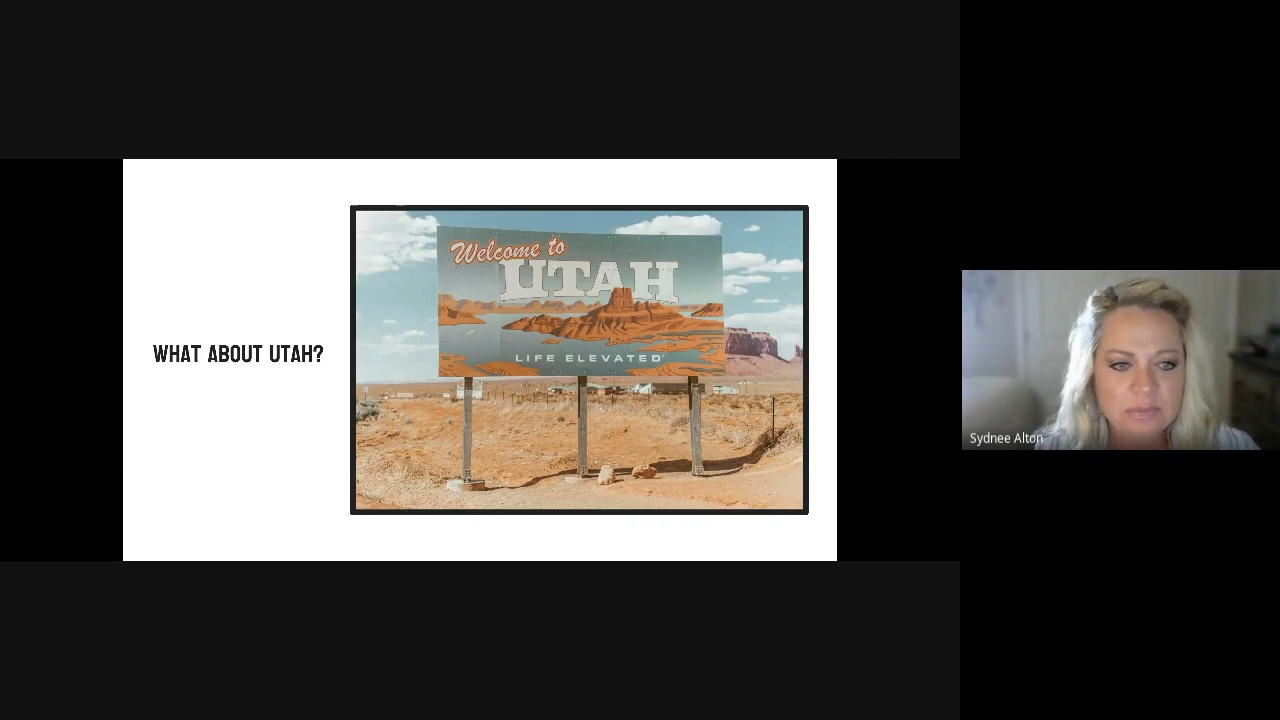 WHAT ABOUT UTAH?
Welcome to
UTAH
LIFE ELEVATED
Sydnee Alton